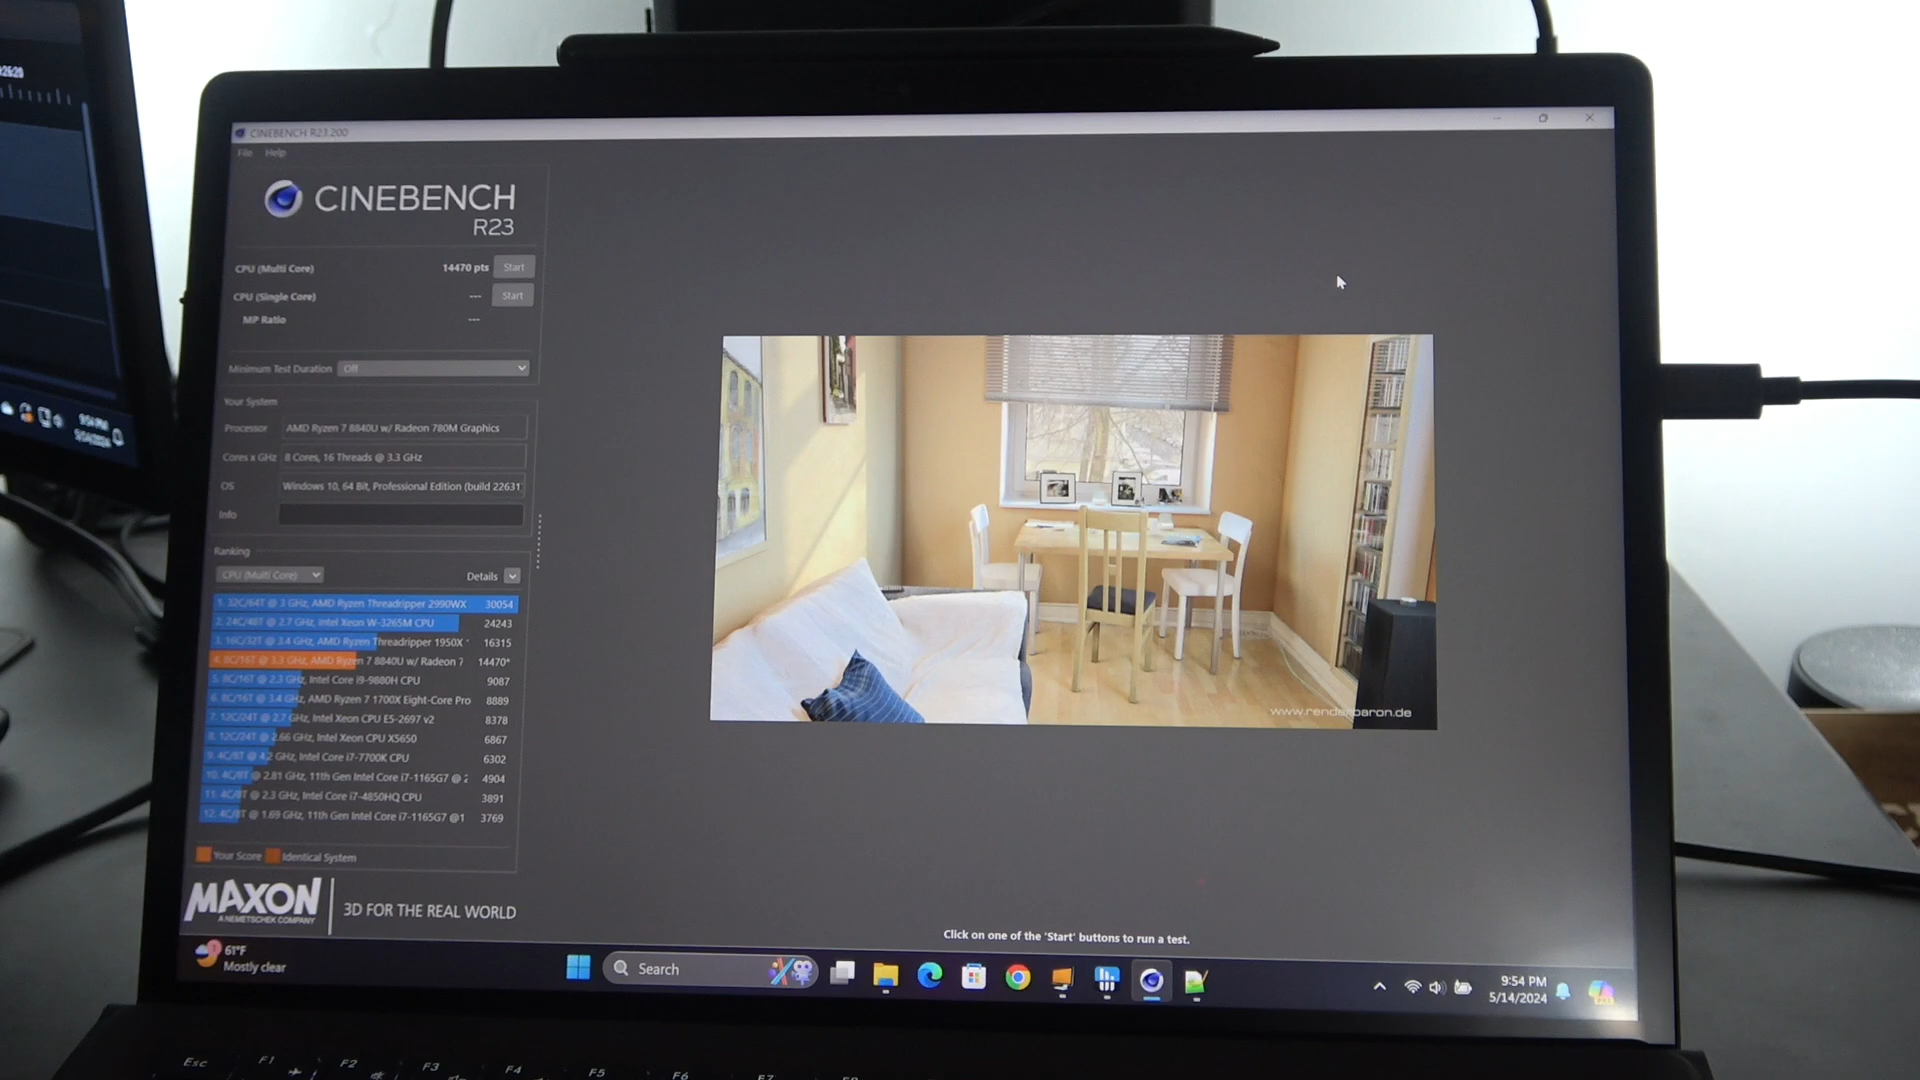 9:54 PM
5/14/2024
CINEBENCH R23.200
File Help
CINEBENCH
R23
CPU (Multi Core) 14470 pts Start
CPU (Single Core) --- Start
MP Ratio ---
Minimum Test Duration Off
Your System
Processor AMD Ryzen 7 8840U w/ Radeon 780M Graphics
Cores x GHz 8 Cores, 16 Threads @ 3.3 GHz
OS Windows 10, 64 Bit, Professional Edition (build 22631
Info
Ranking
CPU (Multi Core) Details
1. 32C/64T @ 3 GHz, AMD Ryzen Threadripper 2990WX 30054
2. 24C/48T @ 2.7 GHz, Intel Xeon W-3265M CPU 24243
3. 16C/32T @ 3.4 GHz, AMD Ryzen Threadripper 1950X 16315
4. 8C/16T @ 3.3 GHz, AMD Ryzen 7 8840U w/ Radeon 7 14470*
5. 8C/16T @ 2.3 GHz, Intel Core i9-9880H CPU 9087
6. 8C/16T @ 3.4 GHz, AMD Ryzen 7 1700X Eight-Core Pro 8889
7. 12C/24T @ 2.7 GHz, Intel Xeon CPU E5-2697 v2 8378
8. 12C/24T @ 2.66 GHz, Intel Xeon CPU X5650 6867
9. 4C/8T @ 4.2 GHz, Intel Core i7-7700K CPU 6302
10. 4C/8T @ 2.81 GHz, 11th Gen Intel Core i7-1165G7 @ 2 4904
11. 4C/8T @ 2.3 GHz, Intel Core i7-4850HQ CPU 3891
12. 4C/8T @ 1.69 GHz, 11th Gen Intel Core i7-1165G7 @1 3769
Your Score Identical System
MAXON
A NEMETSCHEK COMPANY
3D FOR THE REAL WORLD
www.renderbaron.de
Click on one of the 'Start' buttons to run a test.
61°F
Mostly clear
Search
9:54 PM
5/14/2024
Esc F1 F2 F3 F4 F5 F6 F7 F8